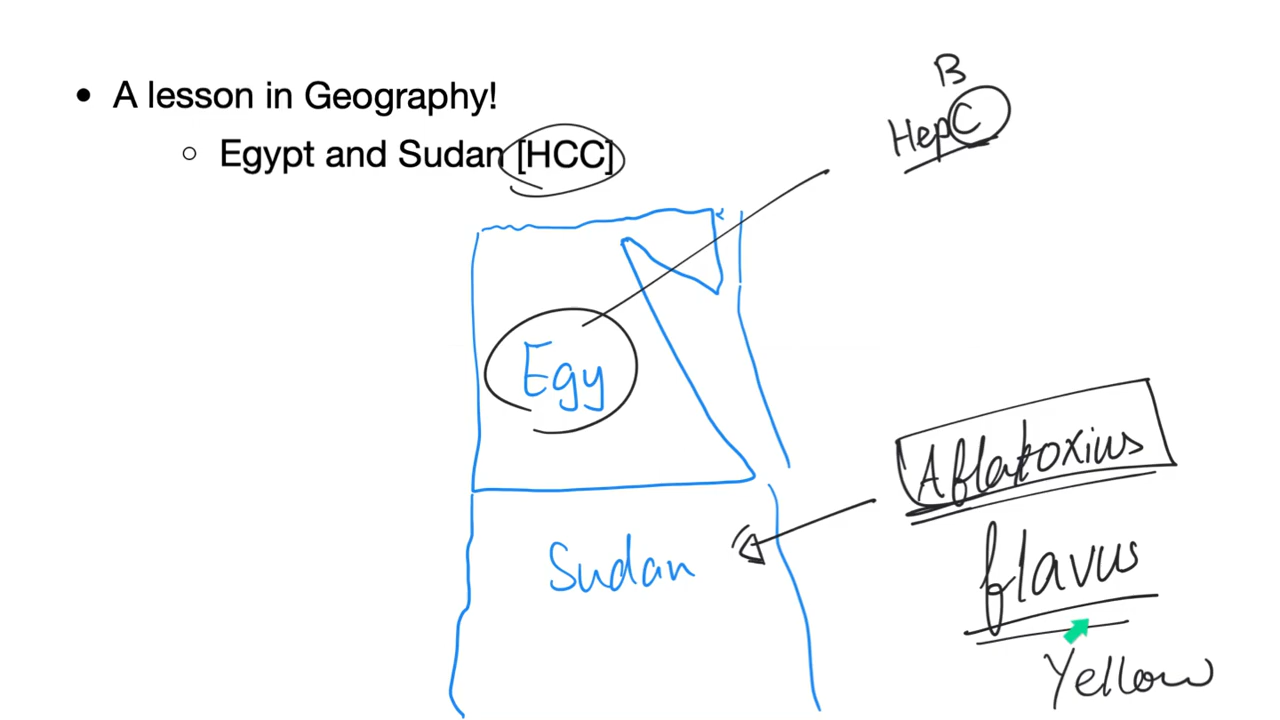 • A lesson in Geography!
○ Egypt and Sudan [HCC]
B
HepC
Egy
Aflatoxins
Sudan
flavus
Yellow